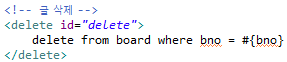 <!-- 글 삭제 -->
<delete id="delete">
delete from board where bno = #{bno}
</delete>